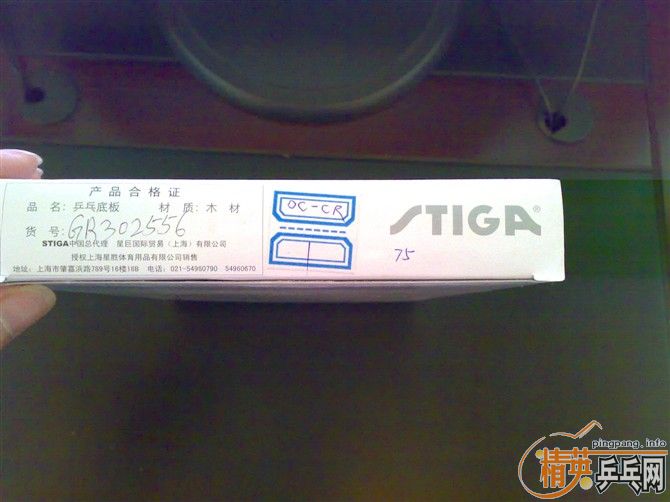 产品合格证
品 名：乒乓底板 材 质：木 材
货 号：GR302556
STIGA中国总代理 星巨国际贸易（上海）有限公司
授权上海星胜体育用品有限公司销售
地址：上海市肇嘉浜路789号16楼16B 电话：021-54960790 54960670
OC-CR
STIGA®
75
pingpang.info
精英乒乓网